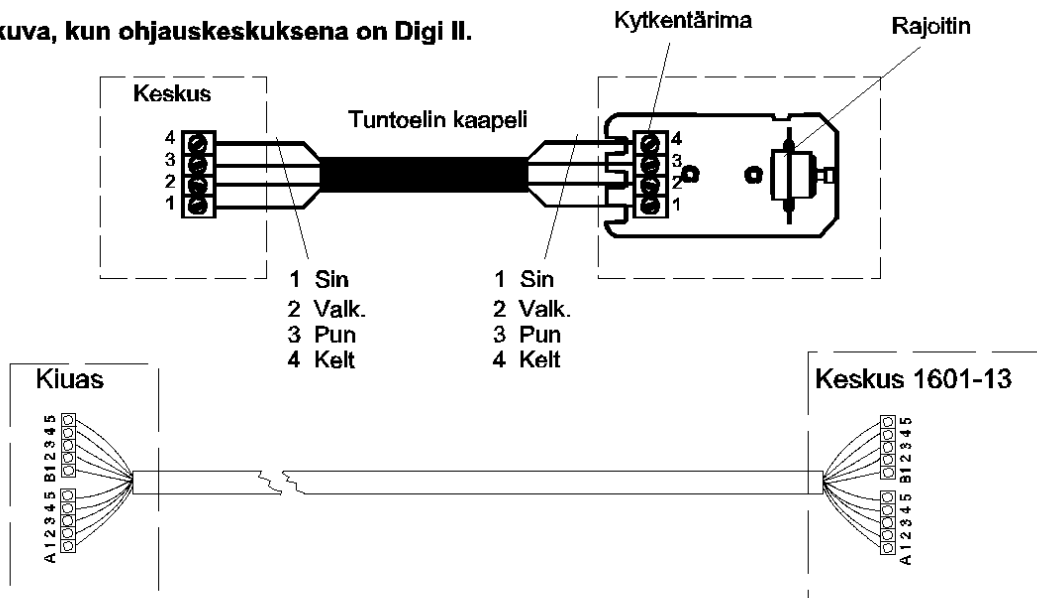 kuva, kun ohjauskeskuksena on Digi II.
Kytkentärima
Rajoitin
Keskus
Tuntoelin kaapeli
4
3
2
1
4
3
2
1
1 Sin
2 Valk.
3 Pun
4 Kelt
1 Sin
2 Valk.
3 Pun
4 Kelt
Kiuas
B 1 2 3 4 5
A 1 2 3 4 5
Keskus 1601-13
B 1 2 3 4 5
A 1 2 3 4 5